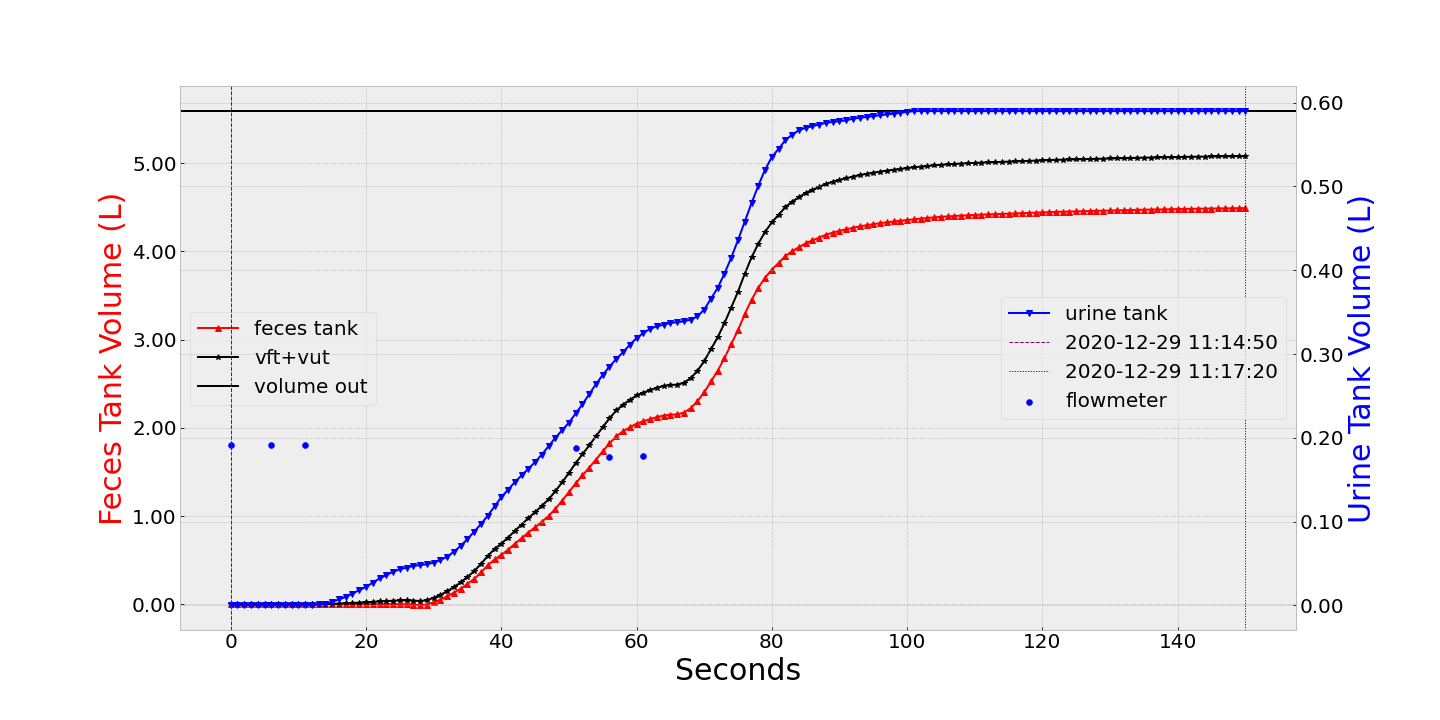 5.00
4.00
3.00
2.00
1.00
0.00
Feces Tank Volume (L)
feces tank
vft+vut
volume out
urine tank
2020-12-29 11:14:50
2020-12-29 11:17:20
flowmeter
0.60
0.50
0.40
0.30
0.20
0.10
0.00
Urine Tank Volume (L)
0 20 40 60 80 100 120 140
Seconds